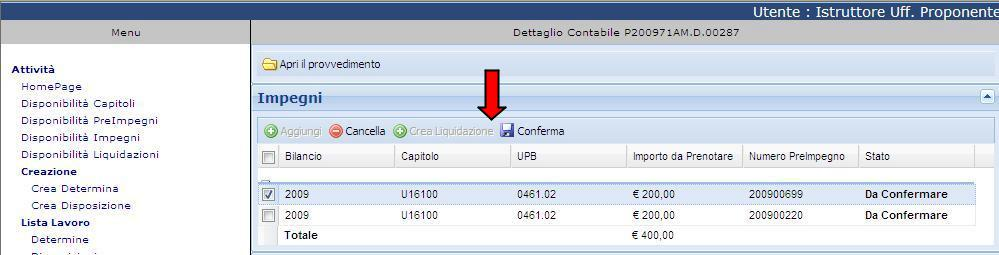 Utente : Istruttore Uff. Proponente
Menu
Dettaglio Contabile P200971AM.D.00287
Attività
HomePage
Disponibilità Capitoli
Disponibilità PreImpegni
Disponibilità Impegni
Disponibilità Liquidazioni
Creazione
Crea Determina
Crea Disposizione
Lista Lavoro
Determine
Apri il provvedimento
Impegni
Aggiungi Cancella Crea Liquidazione Conferma
Bilancio Capitolo UPB Importo da Prenotare Numero PreImpegno Stato
2009 U16100 0461.02 € 200,00 200900699 Da Confermare
2009 U16100 0461.02 € 200,00 200900220 Da Confermare
Totale € 400,00